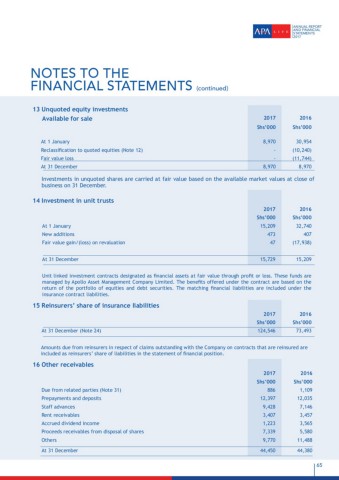 APA LIFE
ANNUAL REPORT
AND FINANCIAL
STATEMENTS
2017
NOTES TO THE
FINANCIAL STATEMENTS (continued)
13 Unquoted equity investments
Available for sale 2017 2016
Shs'000 Shs'000
At 1 January 8,970 30,954
Reclassification to quoted equities (Note 12) - (10,240)
Fair value loss - (11,744)
At 31 December 8,970 8,970
Investments in unquoted shares are carried at fair value based on the available market values at close of
business on 31 December.
14 Investment in unit trusts
2017 2016
Shs'000 Shs'000
At 1 January 15,209 32,740
New additions 473 407
Fair value gain/(loss) on revaluation 47 (17,938)
At 31 December 15,729 15,209
Unit linked investment contracts designated as financial assets at fair value through profit or loss. These funds are
managed by Apollo Asset Management Company Limited. The benefits offered under the contract are based on the
return of the portfolio of equities and debt securities. The matching financial liabilities are included under the
insurance contract liabilities.
15 Reinsurers' share of insurance liabilities
2017 2016
Shs'000 Shs'000
At 31 December (Note 24) 124,546 73,493
Amounts due from reinsurers in respect of claims outstanding with the Company on contracts that are reinsured are
included as reinsurers' share of liabilities in the statement of financial position.
16 Other receivables
2017 2016
Shs'000 Shs'000
Due from related parties (Note 31) 886 1,109
Prepayments and deposits 12,397 12,035
Staff advances 9,428 7,146
Rent receivables 3,407 3,457
Accrued dividend income 1,223 3,565
Proceeds receivables from disposal of shares 7,339 5,580
Others 9,770 11,488
At 31 December 44,450 44,380
65